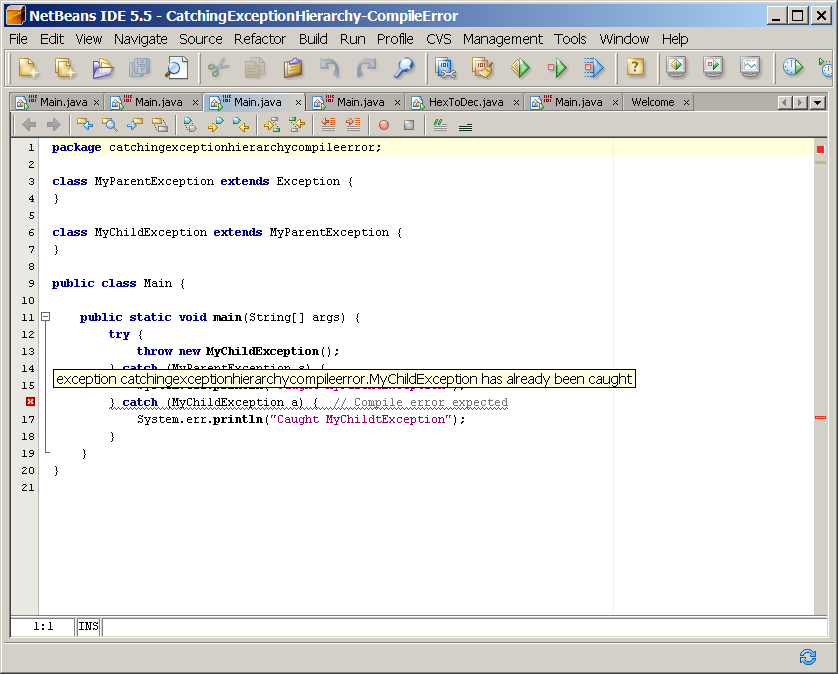 NetBeans IDE 5.5 - CatchingExceptionHierarchy-CompileError
File Edit View Navigate Source Refactor Build Run Profile CVS Management Tools Window Help
Main.java Main.java Main.java Main.java HexToDec.java Main.java Welcome
1 package catchingexceptionhierarchycompileerror;
2
3 class MyParentException extends Exception {
4 }
5
6 class MyChildException extends MyParentException {
7 }
8
9 public class Main {
10
11 public static void main(String[] args) {
12 try {
13 throw new MyChildException();
14 } catch (MyParentException s) {
exception catchingexceptionhierarchycompileerror.MyChildException has already been caught
15
} catch (MyChildException a) { // Compile error expected
17 System.err.println("Caught MyChildtException");
18 }
19 }
20 }
21
1:1 INS